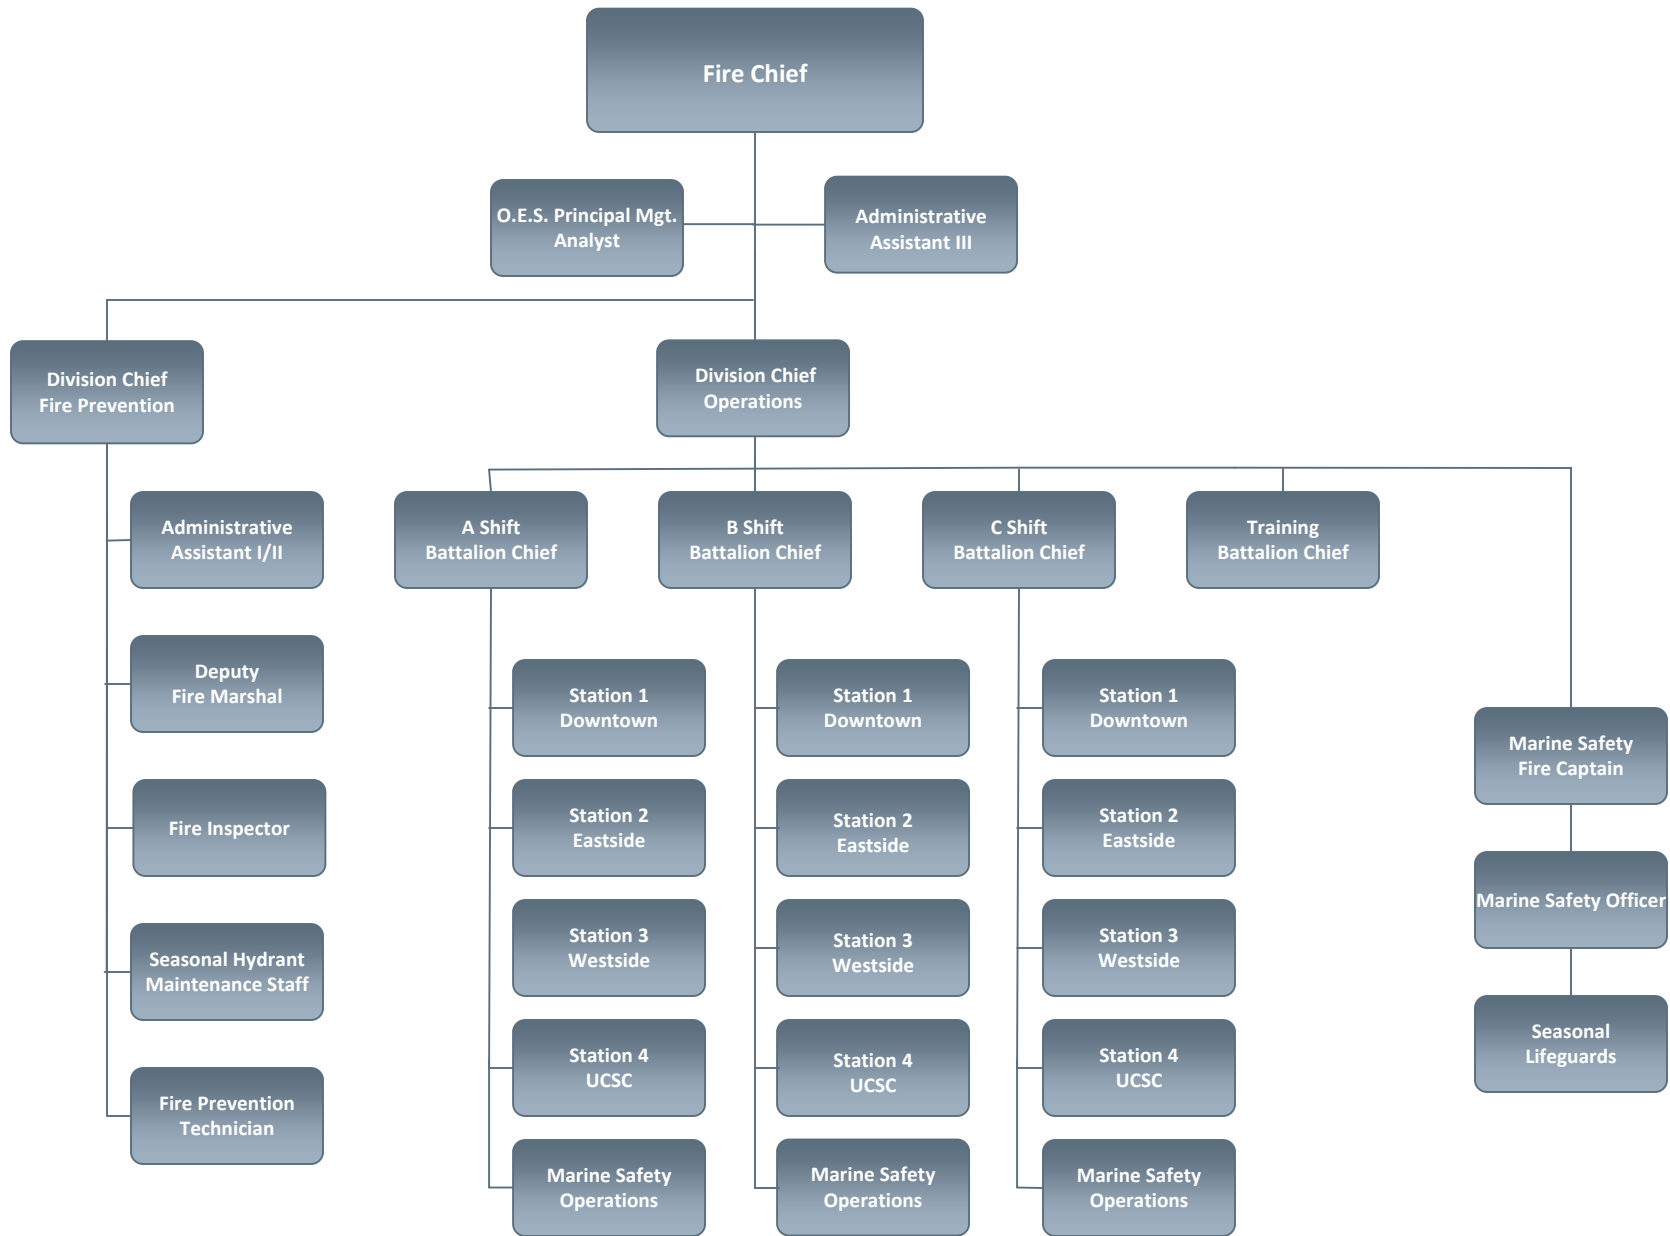 Fire Chief
O.E.S. Principal Mgt.
Analyst
Administrative
Assistant III
Division Chief
Fire Prevention
Division Chief
Operations
Administrative
Assistant I/II
Deputy
Fire Marshal
Fire Inspector
Seasonal Hydrant
Maintenance Staff
Fire Prevention
Technician
A Shift
Battalion Chief
Station 1
Downtown
Station 2
Eastside
Station 3
Westside
Station 4
UCSC
Marine Safety
Operations
B Shift
Battalion Chief
Station 1
Downtown
Station 2
Eastside
Station 3
Westside
Station 4
UCSC
Marine Safety
Operations
C Shift
Battalion Chief
Station 1
Downtown
Station 2
Eastside
Station 3
Westside
Station 4
UCSC
Marine Safety
Operations
Training
Battalion Chief
Marine Safety
Fire Captain
Marine Safety Officer
Seasonal
Lifeguards